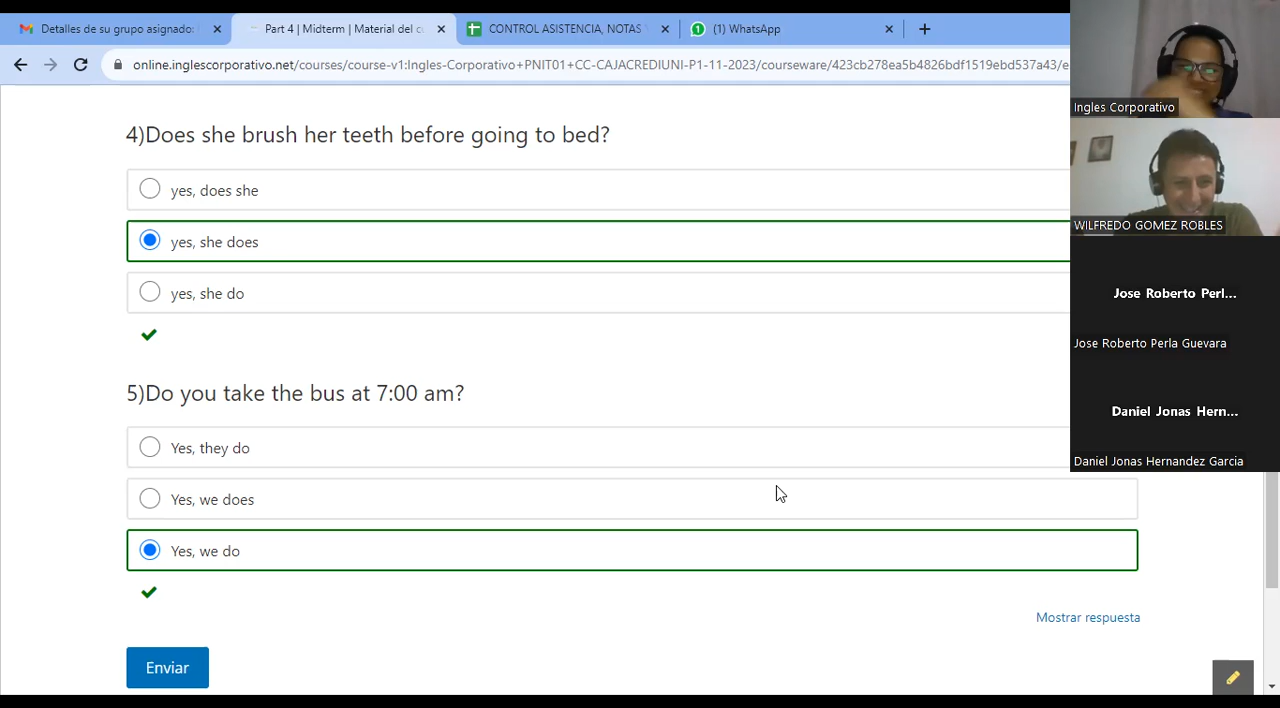 Detalles de su grupo asignado:
Part 4 | Midterm | Material del c
CONTROL ASISTENCIA, NOTAS
1
(1) WhatsApp
online.inglescorporativo.net/courses/course-v1:Ingles-Corporativo+PNIT01+CC-CAJACREDIUNI-P1-11-2023/courseware/423cb278ea5b4826bdf1519ebd537a43/e
Ingles Corporativo
WILFREDO GOMEZ ROBLES
Jose Roberto Perl...
Jose Roberto Perla Guevara
Daniel Jonas Hern...
Daniel Jonas Hernandez Garcia
4)Does she brush her teeth before going to bed?
yes, does she
yes, she does
yes, she do
5)Do you take the bus at 7:00 am?
Yes, they do
Yes, we does
Yes, we do
Mostrar respuesta
Enviar